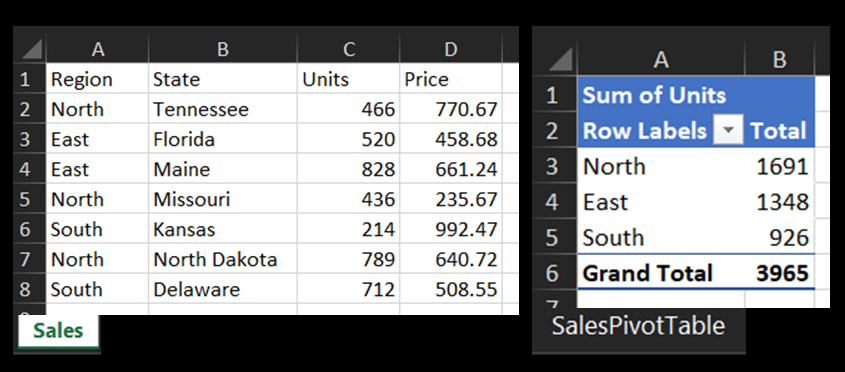 A B C D
1 Region State Units Price
2 North Tennessee 466 770.67
3 East Florida 520 458.68
4 East Maine 828 661.24
5 North Missouri 436 235.67
6 South Kansas 214 992.47
7 North North Dakota 789 640.72
8 South Delaware 712 508.55
Sales
A B
1 Sum of Units
2 Row Labels Total
3 North 1691
4 East 1348
5 South 926
6 Grand Total 3965
7
SalesPivotTable